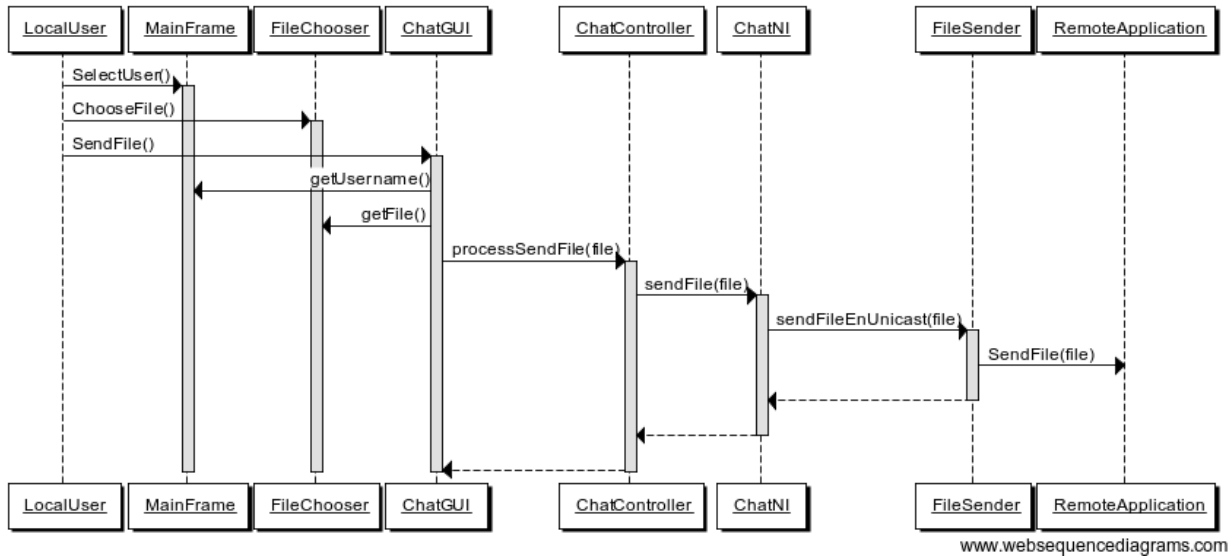 LocalUser MainFrame FileChooser ChatGUI ChatController ChatNI FileSender RemoteApplication
SelectUser()
ChooseFile()
SendFile()
getUsername()
getFile()
processSendFile(file)
sendFile(file)
sendFileEnUnicast(file)
SendFile(file)
LocalUser MainFrame FileChooser ChatGUI ChatController ChatNI FileSender RemoteApplication
www.websequencediagrams.com